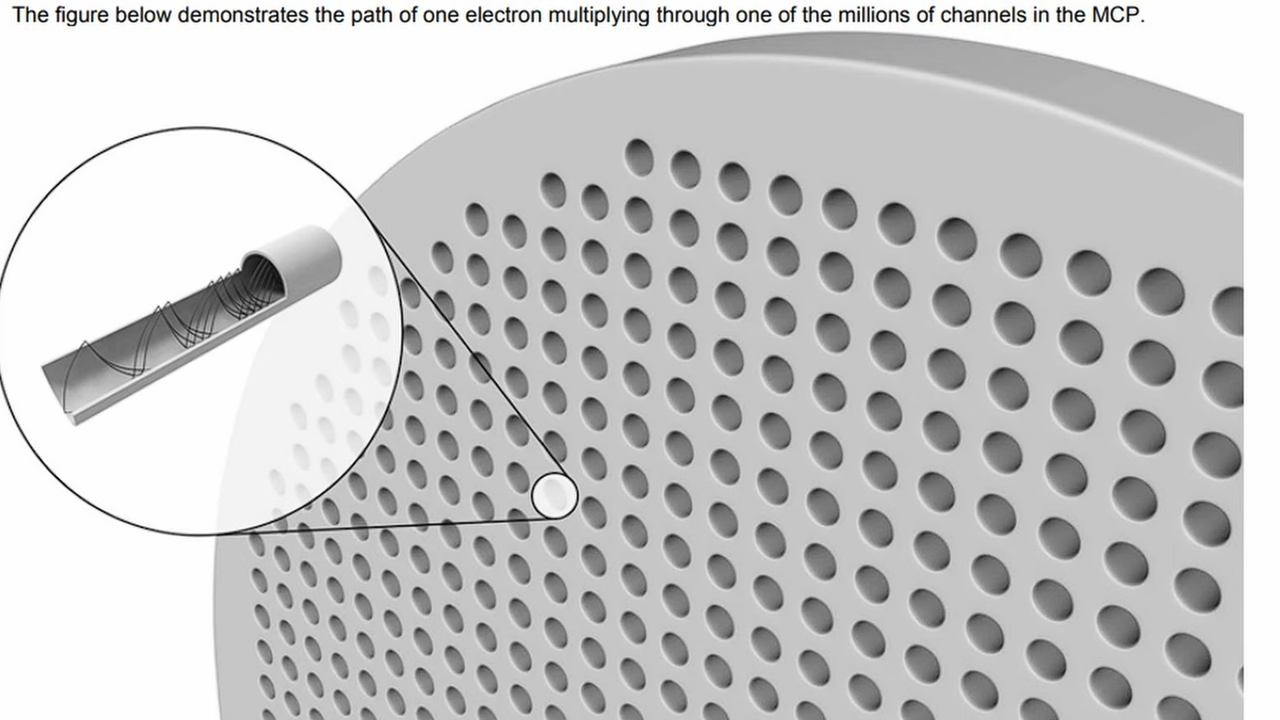 The figure below demonstrates the path of one electron multiplying through one of the millions of channels in the MCP.